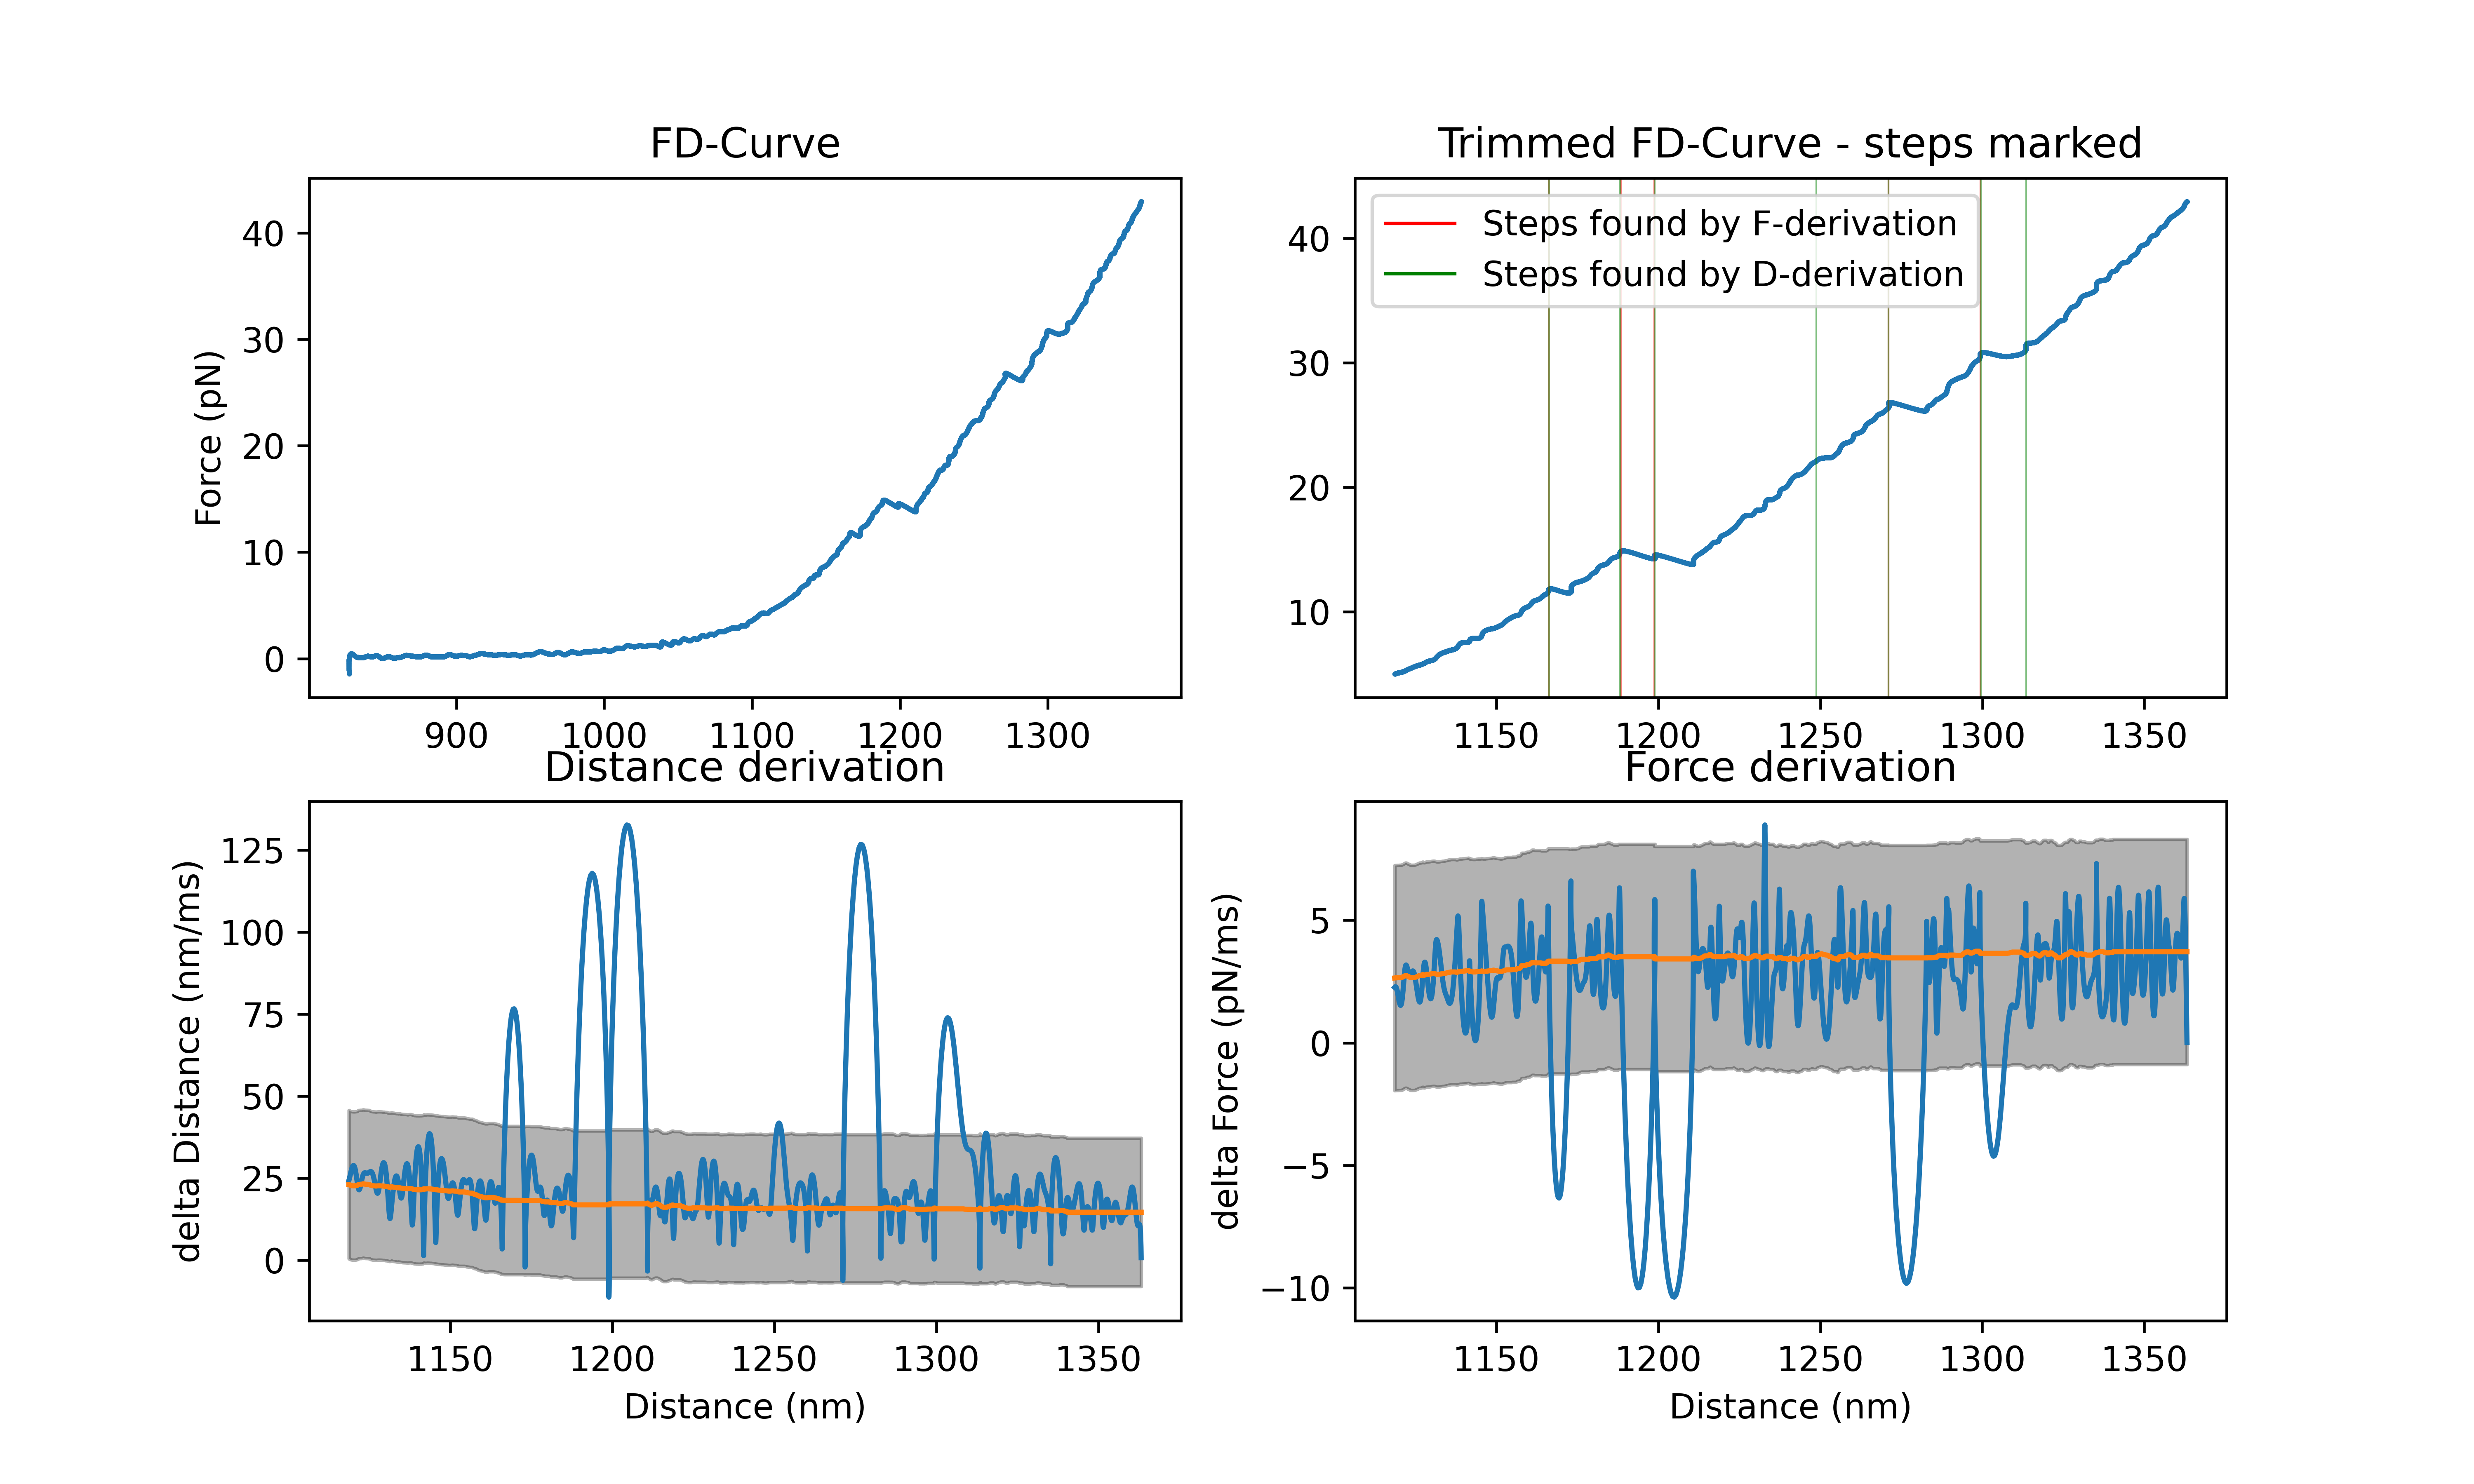 FD-Curve
Force (pN)
40
30
20
10
0
900 1000 1100 1200 1300
Trimmed FD-Curve - steps marked
Steps found by F-derivation
Steps found by D-derivation
40
30
20
10
1150 1200 1250 1300 1350
Distance derivation
delta Distance (nm/ms)
125
100
75
50
25
0
1150 1200 1250 1300 1350
Distance (nm)
Force derivation
delta Force (pN/ms)
5
0
−5
−10
1150 1200 1250 1300 1350
Distance (nm)